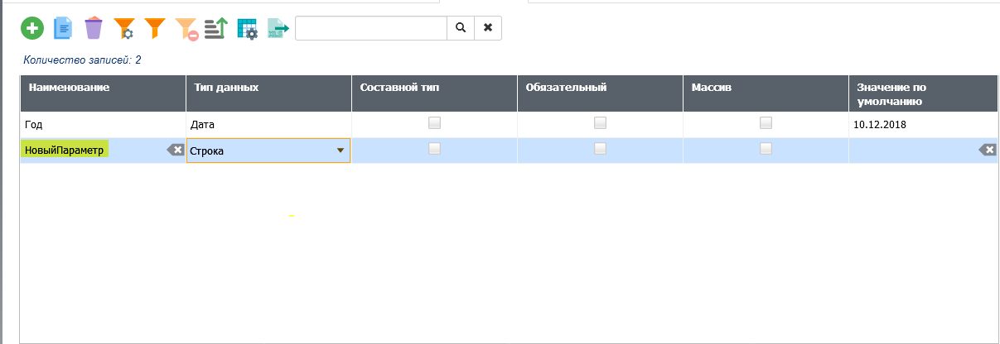 XLS
Количество записей: 2
Наименование Тип данных Составной тип Обязательный Массив Значение по умолчанию
Год Дата 10.12.2018
НовыйПараметр Строка